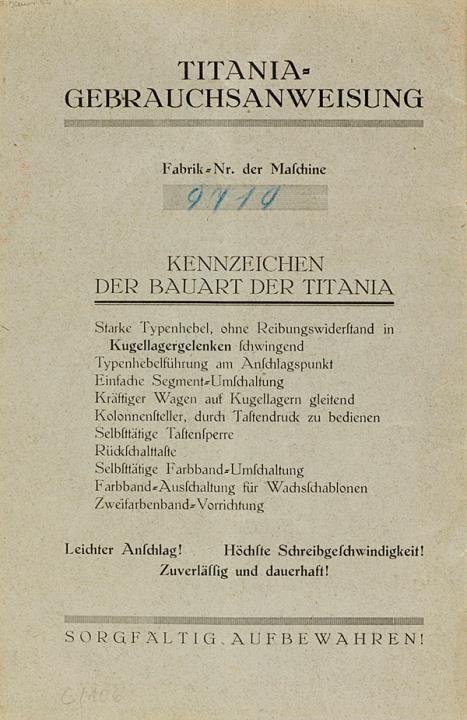 TITANIA=
GEBRAUCHSANWEISUNG
Fabrik=Nr. der Maſchine
KENNZEICHEN
DER BAUART DER TITANIA
Starke Typenhebel, ohne Reibungswiderſtand in
Kugellagergelenken ſchwingend
Typenhebelführung am Anſchlagspunkt
Einfache Segment=Umſchaltung
Kräftiger Wagen auf Kugellagern gleitend
Kolonnenſteller, durch Taſtendruck zu bedienen
Selbſttätige Taſtenſperre
Rückſchalttaſte
Selbſttätige Farbband=Umſchaltung
Farbband=Ausſchaltung für Wachsſchablonen
Zweifarbenband=Vorrichtung
Leichter Anſchlag! Höchſte Schreibgeſchwindigkeit!
Zuverläſſig und dauerhaft!
SORGFÄLTIG AUFBEWAHREN!